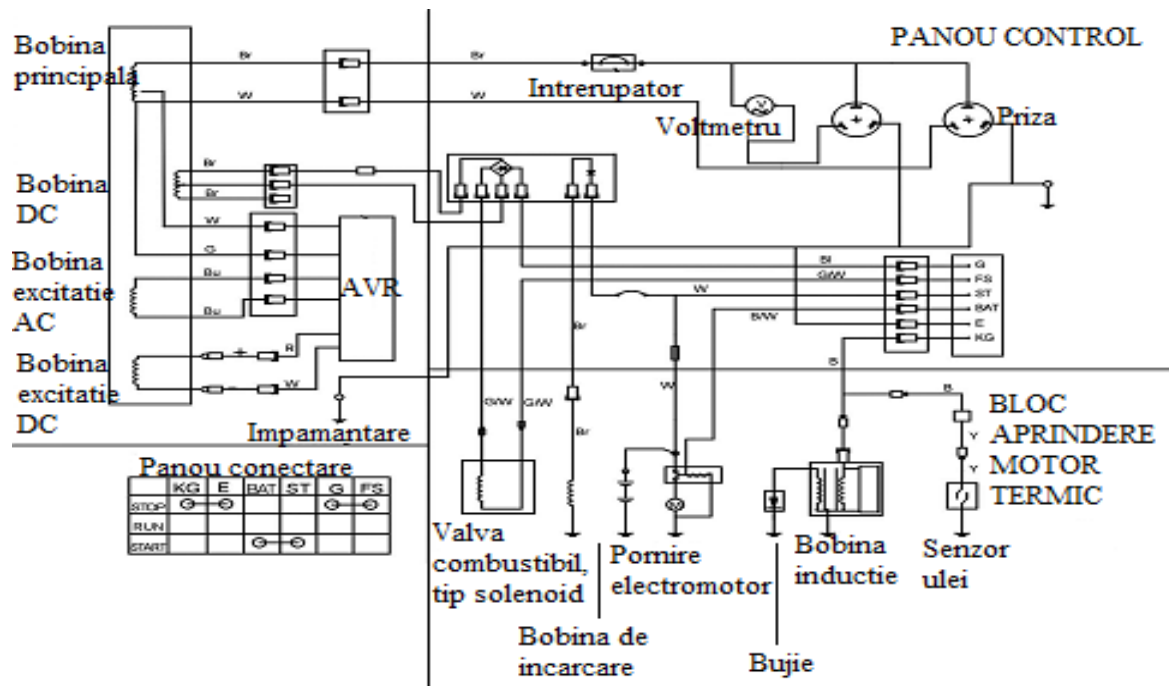 Bobina
principala
Br
Br
W
W
Intrerupator
PANOU CONTROL
Voltmetru
V
Priza
Bobina
DC
Br
Br
W
G
Bobina
excitatie
AC
Bu
Bu
AVR
Bobina
excitatie
DC
+
R
-
W
Impamantare
Bl
G/W
W
B/W
G
FS
ST
BAT
E
KG
Br
G/W
G/W
Br
W
B
B
Y
Y
BLOC
APRINDERE
MOTOR
TERMIC
Panou conectare
KG E BAT ST G FS
STOP
RUN
START
Valva
combustibil,
tip solenoid
Pornire
electromotor
Bobina
inductie
Senzor
ulei
Bobina de
incarcare
Bujie